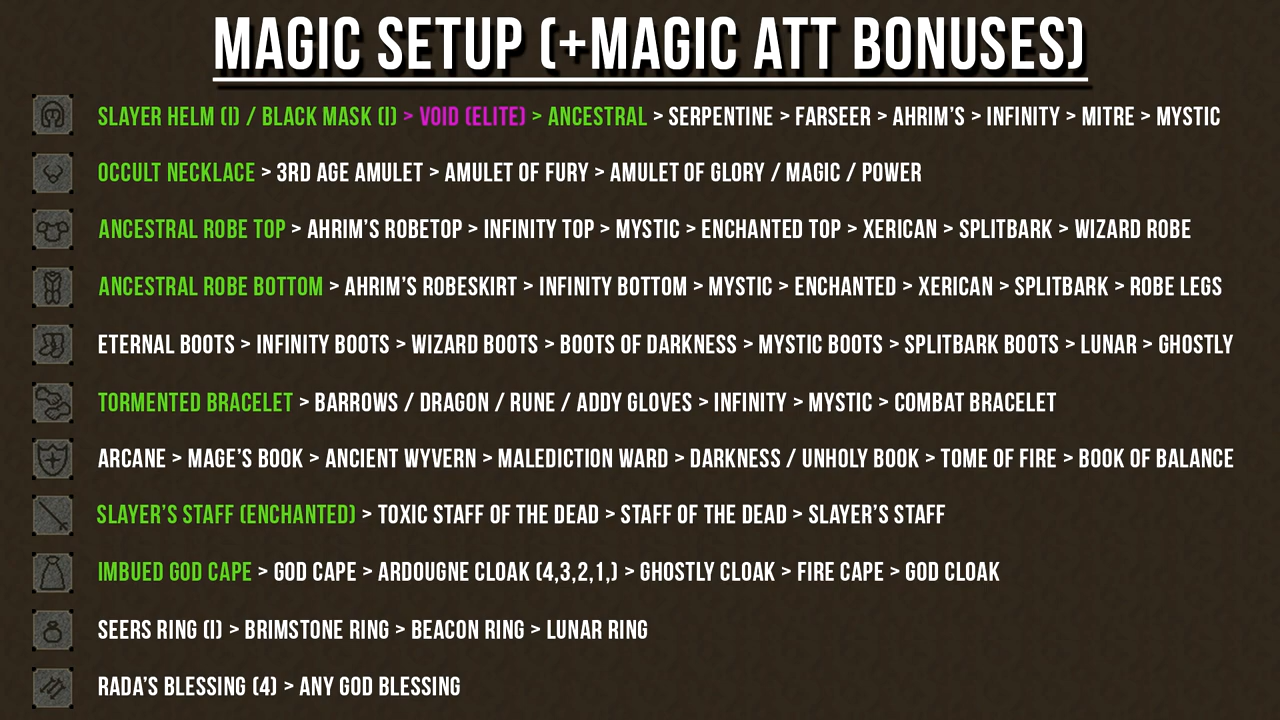 MAGIC SETUP (+MAGIC ATT BONUSES)
SLAYER HELM (I) / BLACK MASK (I) > VOID (ELITE) > ANCESTRAL > SERPENTINE > FARSEER > AHRIM'S > INFINITY > MITRE > MYSTIC
OCCULT NECKLACE > 3RD AGE AMULET > AMULET OF FURY > AMULET OF GLORY / MAGIC / POWER
ANCESTRAL ROBE TOP > AHRIM'S ROBETOP > INFINITY TOP > MYSTIC > ENCHANTED TOP > XERICAN > SPLITBARK > WIZARD ROBE
ANCESTRAL ROBE BOTTOM > AHRIM'S ROBESKIRT > INFINITY BOTTOM > MYSTIC > ENCHANTED > XERICAN > SPLITBARK > ROBE LEGS
ETERNAL BOOTS > INFINITY BOOTS > WIZARD BOOTS > BOOTS OF DARKNESS > MYSTIC BOOTS > SPLITBARK BOOTS > LUNAR > GHOSTLY
TORMENTED BRACELET > BARROWS / DRAGON / RUNE / ADDY GLOVES > INFINITY > MYSTIC > COMBAT BRACELET
ARCANE > MAGE'S BOOK > ANCIENT WYVERN > MALEDICTION WARD > DARKNESS / UNHOLY BOOK > TOME OF FIRE > BOOK OF BALANCE
SLAYER'S STAFF (ENCHANTED) > TOXIC STAFF OF THE DEAD > STAFF OF THE DEAD > SLAYER'S STAFF
IMBUED GOD CAPE > GOD CAPE > ARDOUGNE CLOAK (4,3,2,1,) > GHOSTLY CLOAK > FIRE CAPE > GOD CLOAK
SEERS RING (I) > BRIMSTONE RING > BEACON RING > LUNAR RING
RADA'S BLESSING (4) > ANY GOD BLESSING